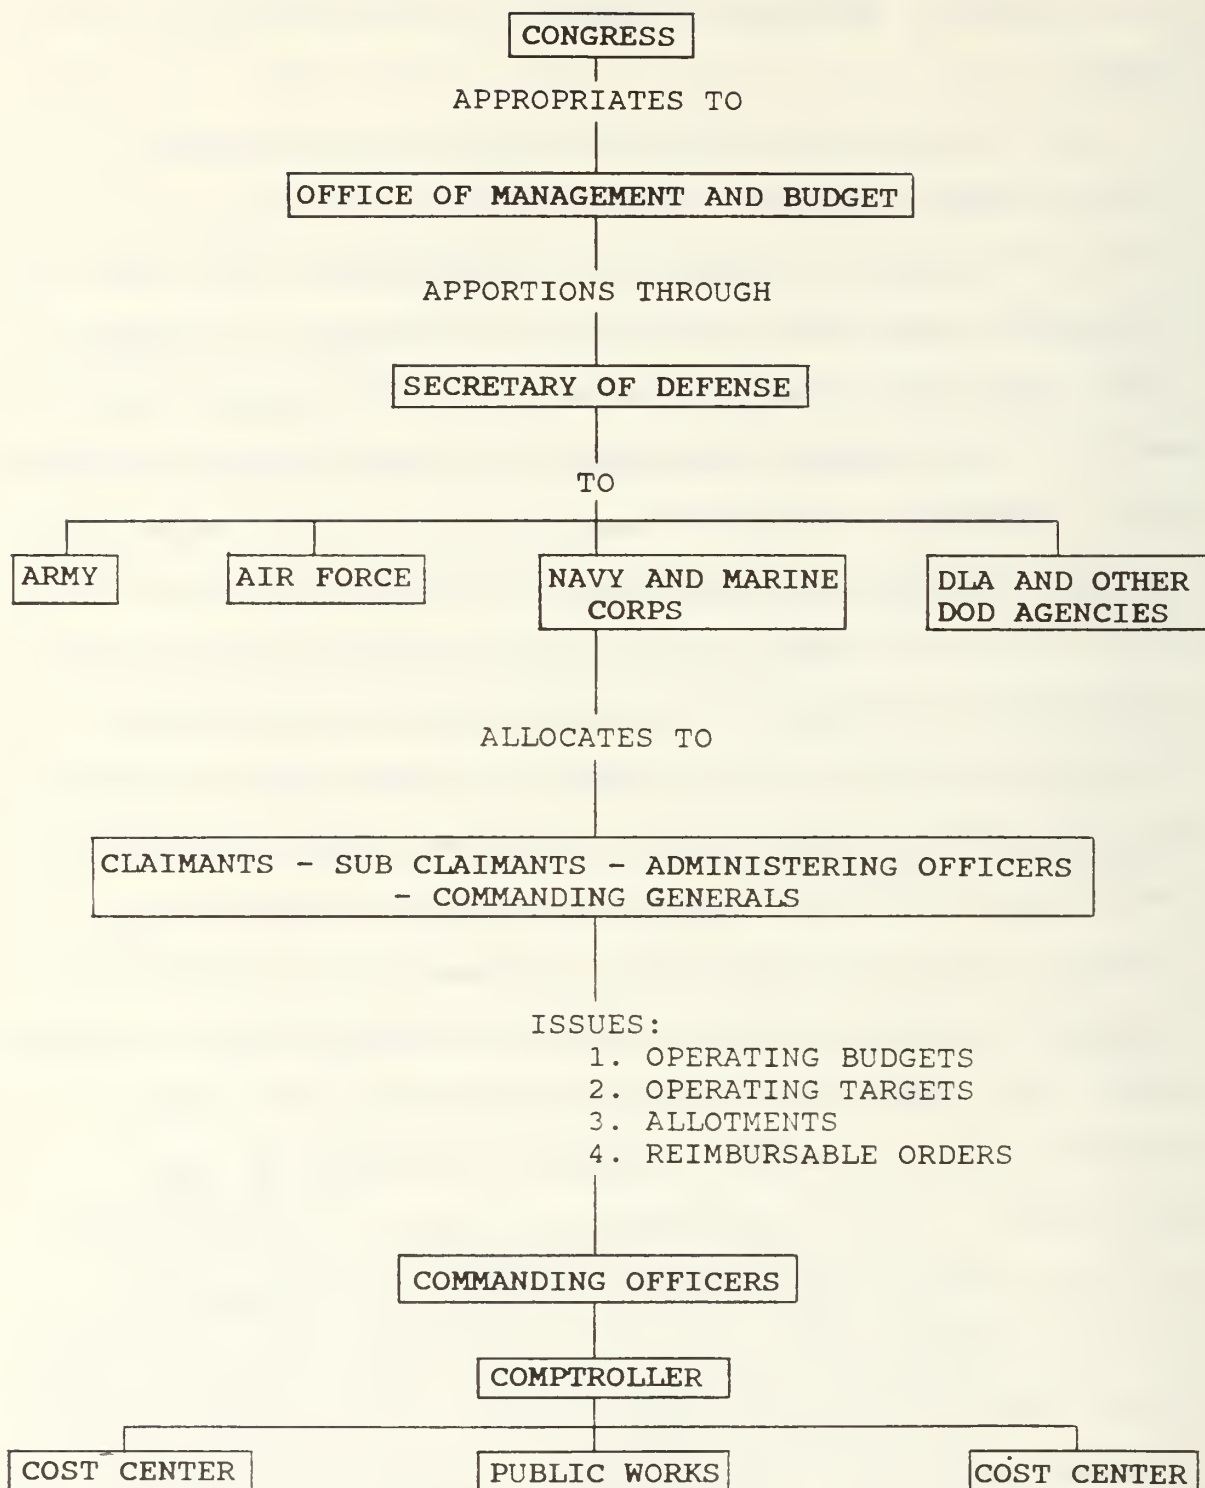 CONGRESS
APPROPRIATES TO
OFFICE OF MANAGEMENT AND BUDGET
APPORTIONS THROUGH
SECRETARY OF DEFENSE
TO
ARMY
AIR FORCE
NAVY AND MARINE
CORPS
DLA AND OTHER
DOD AGENCIES
ALLOCATES TO
CLAIMANTS - SUB CLAIMANTS - ADMINISTERING OFFICERS
- COMMANDING GENERALS
ISSUES:
1. OPERATING BUDGETS
2. OPERATING TARGETS
3. ALLOTMENTS
4. REIMBURSABLE ORDERS
COMMANDING OFFICERS
COMPTROLLER
COST CENTER
PUBLIC WORKS
COST CENTER